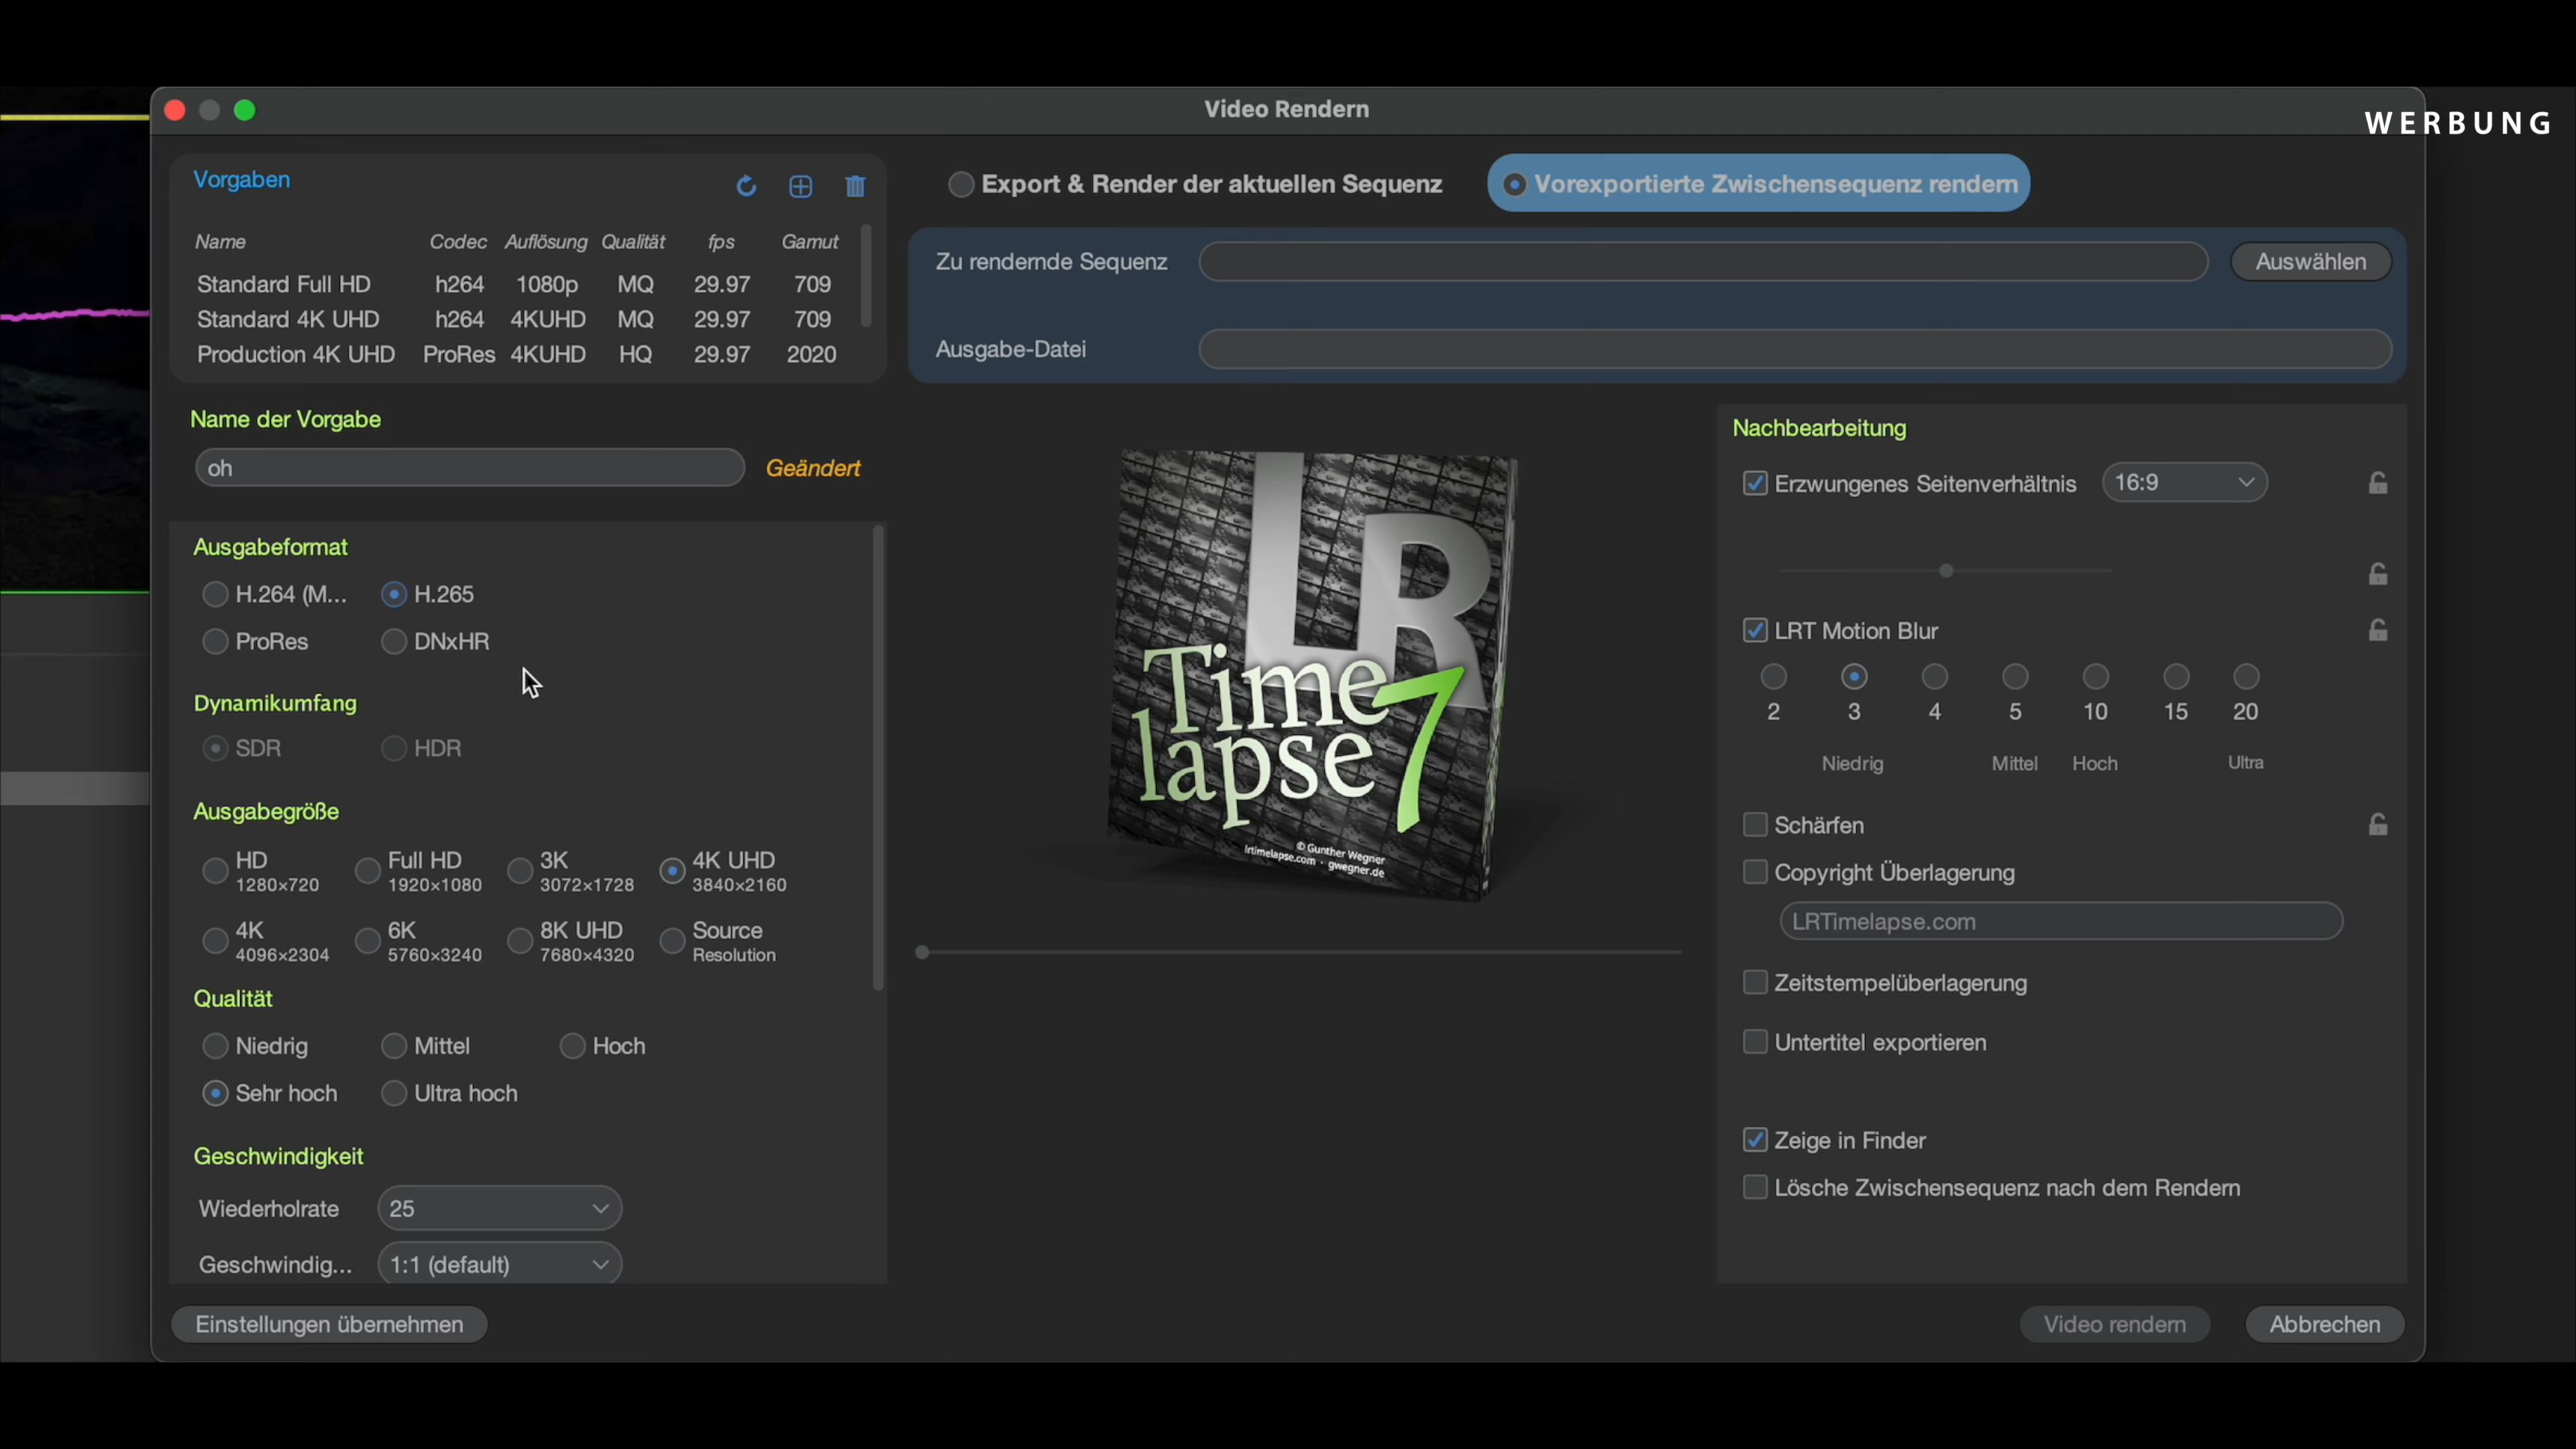 Video Rendern
WERBUNG
Vorgaben
Name Codec Auflösung Qualität fps Gamut
Standard Full HD h264 1080p MQ 29.97 709
Standard 4K UHD h264 4KUHD MQ 29.97 709
Production 4K UHD ProRes 4KUHD HQ 29.97 2020
Export & Render der aktuellen Sequenz
Vorexportierte Zwischensequenz rendern
Zu rendernde Sequenz
Auswählen
Ausgabe-Datei
Name der Vorgabe
oh
Geändert
Ausgabeformat
H.264 (M... H.265
ProRes DNxHR
Dynamikumfang
SDR HDR
Ausgabegröße
HD Full HD 3K 4K UHD
1280×720 1920×1080 3072×1728 3840×2160
4K 6K 8K UHD Source
4096×2304 5760×3240 7680×4320 Resolution
Qualität
Niedrig Mittel Hoch
Sehr hoch Ultra hoch
Geschwindigkeit
Wiederholrate 25
Geschwindig... 1:1 (default)
Einstellungen übernehmen
LR
Time
lapse 7
© Gunther Wegner
lrtimelapse.com · gwegner.de
Nachbearbeitung
Erzwungenes Seitenverhältnis 16:9
LRT Motion Blur
2 3 4 5 10 15 20
Niedrig Mittel Hoch Ultra
Schärfen
Copyright Überlagerung
LRTimelapse.com
Zeitstempelüberlagerung
Untertitel exportieren
Zeige in Finder
Lösche Zwischensequenz nach dem Rendern
Video rendern
Abbrechen